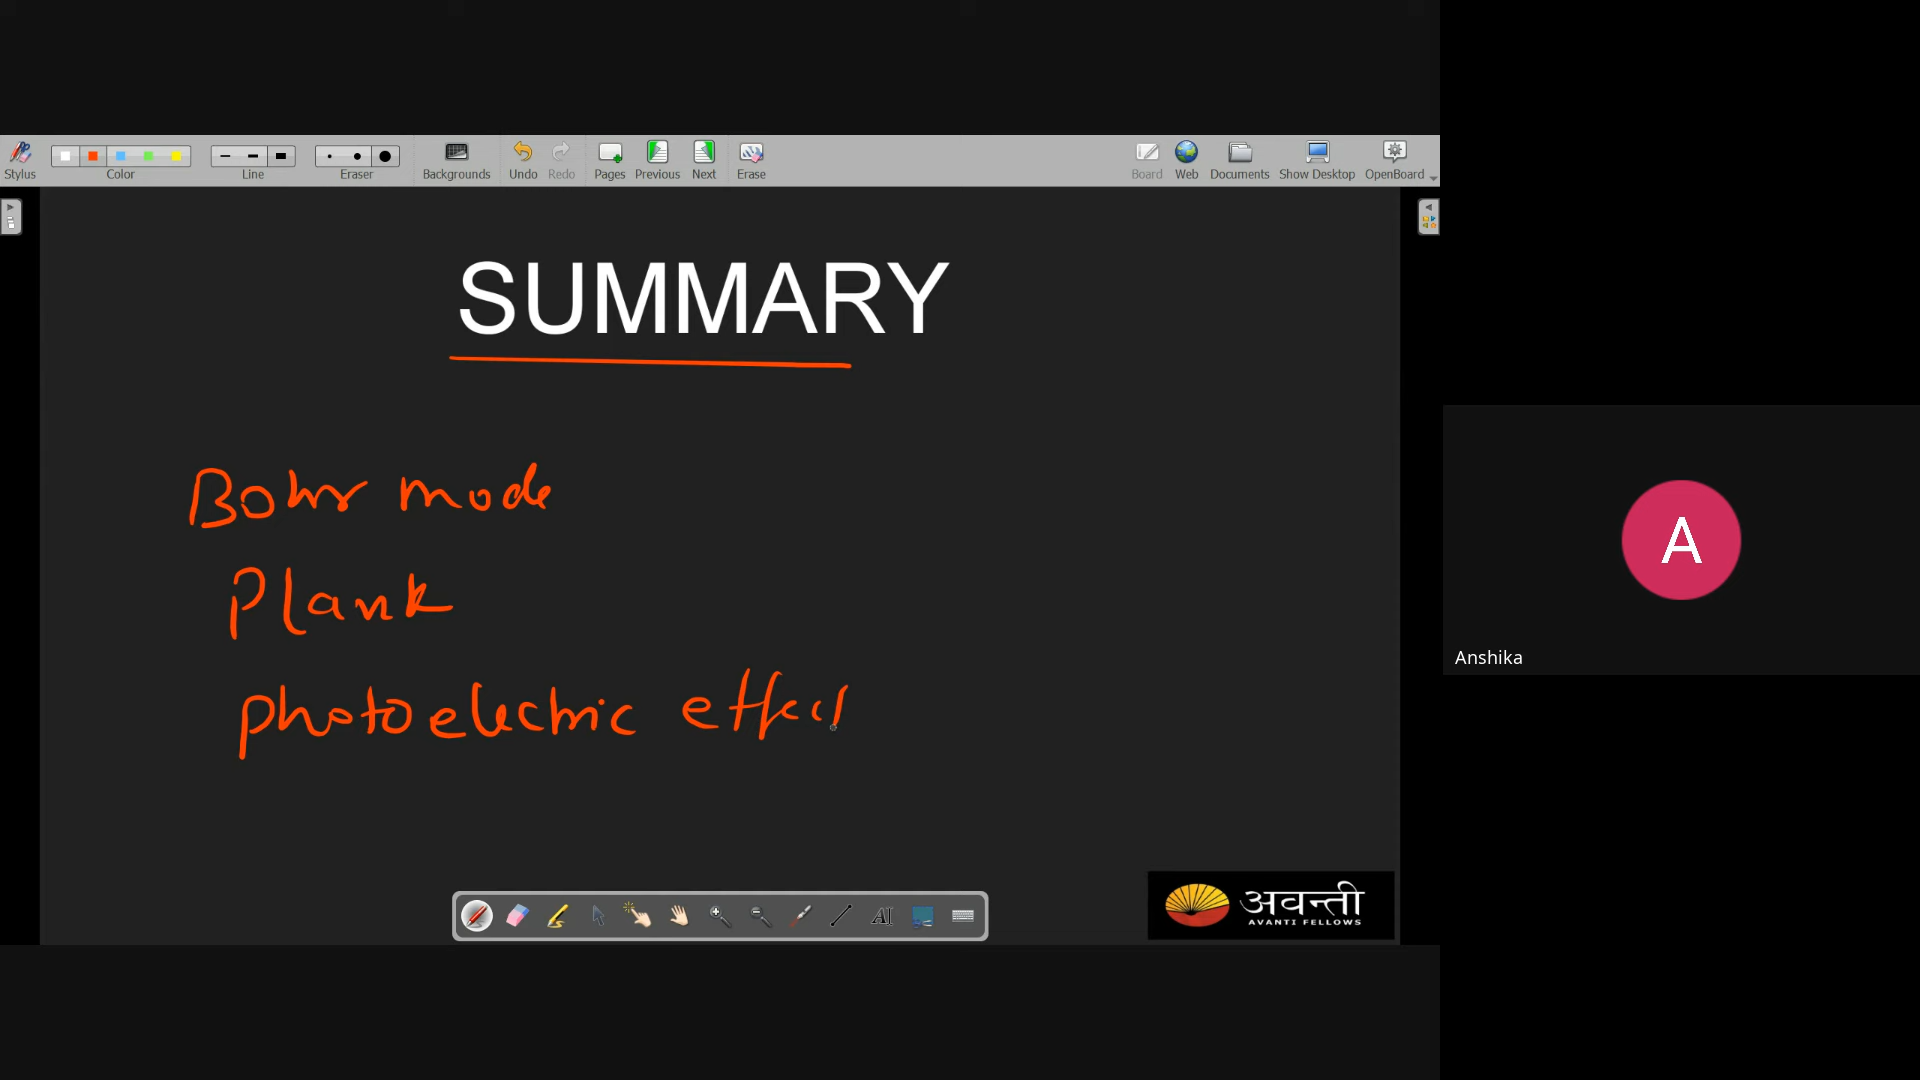 Stylus
Color
Line
Eraser
Backgrounds
Undo
Redo
Pages
Previous
Next
Erase
Board
Web
Documents
Show Desktop
OpenBoard
SUMMARY
Bohr mode
Plank
photoelectric effect
A
Anshika
अवन्ती
AVANTI FELLOWS